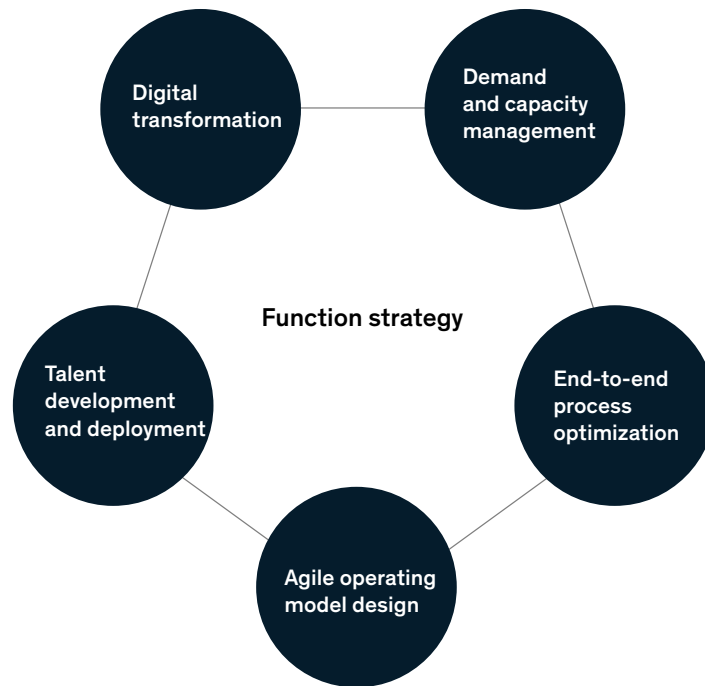 Digital
transformation
Demand
and capacity
management
Function strategy
Talent
development
and deployment
End-to-end
process
optimization
Agile operating
model design